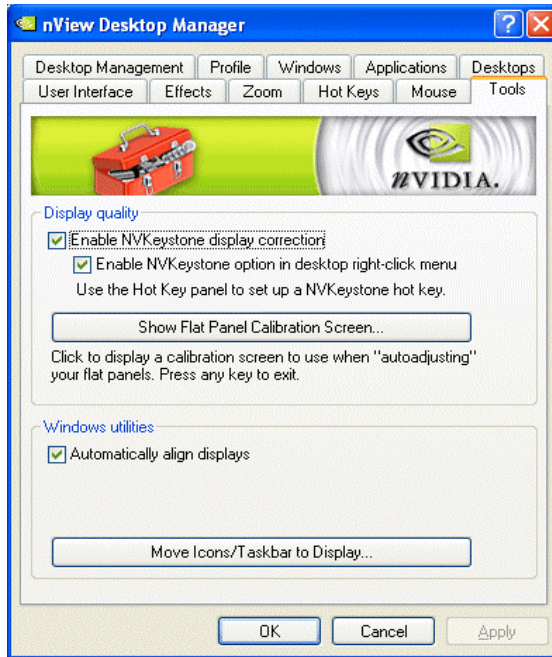 nView Desktop Manager
Desktop Management Profile Windows Applications Desktops
User Interface Effects Zoom Hot Keys Mouse Tools
nVIDIA.
Display quality
Enable NVKeystone display correction
Enable NVKeystone option in desktop right-click menu
Use the Hot Key panel to set up a NVKeystone hot key.
Show Flat Panel Calibration Screen...
Click to display a calibration screen to use when "autoadjusting"
your flat panels. Press any key to exit.
Windows utilities
Automatically align displays
Move Icons/Taskbar to Display...
OK Cancel Apply